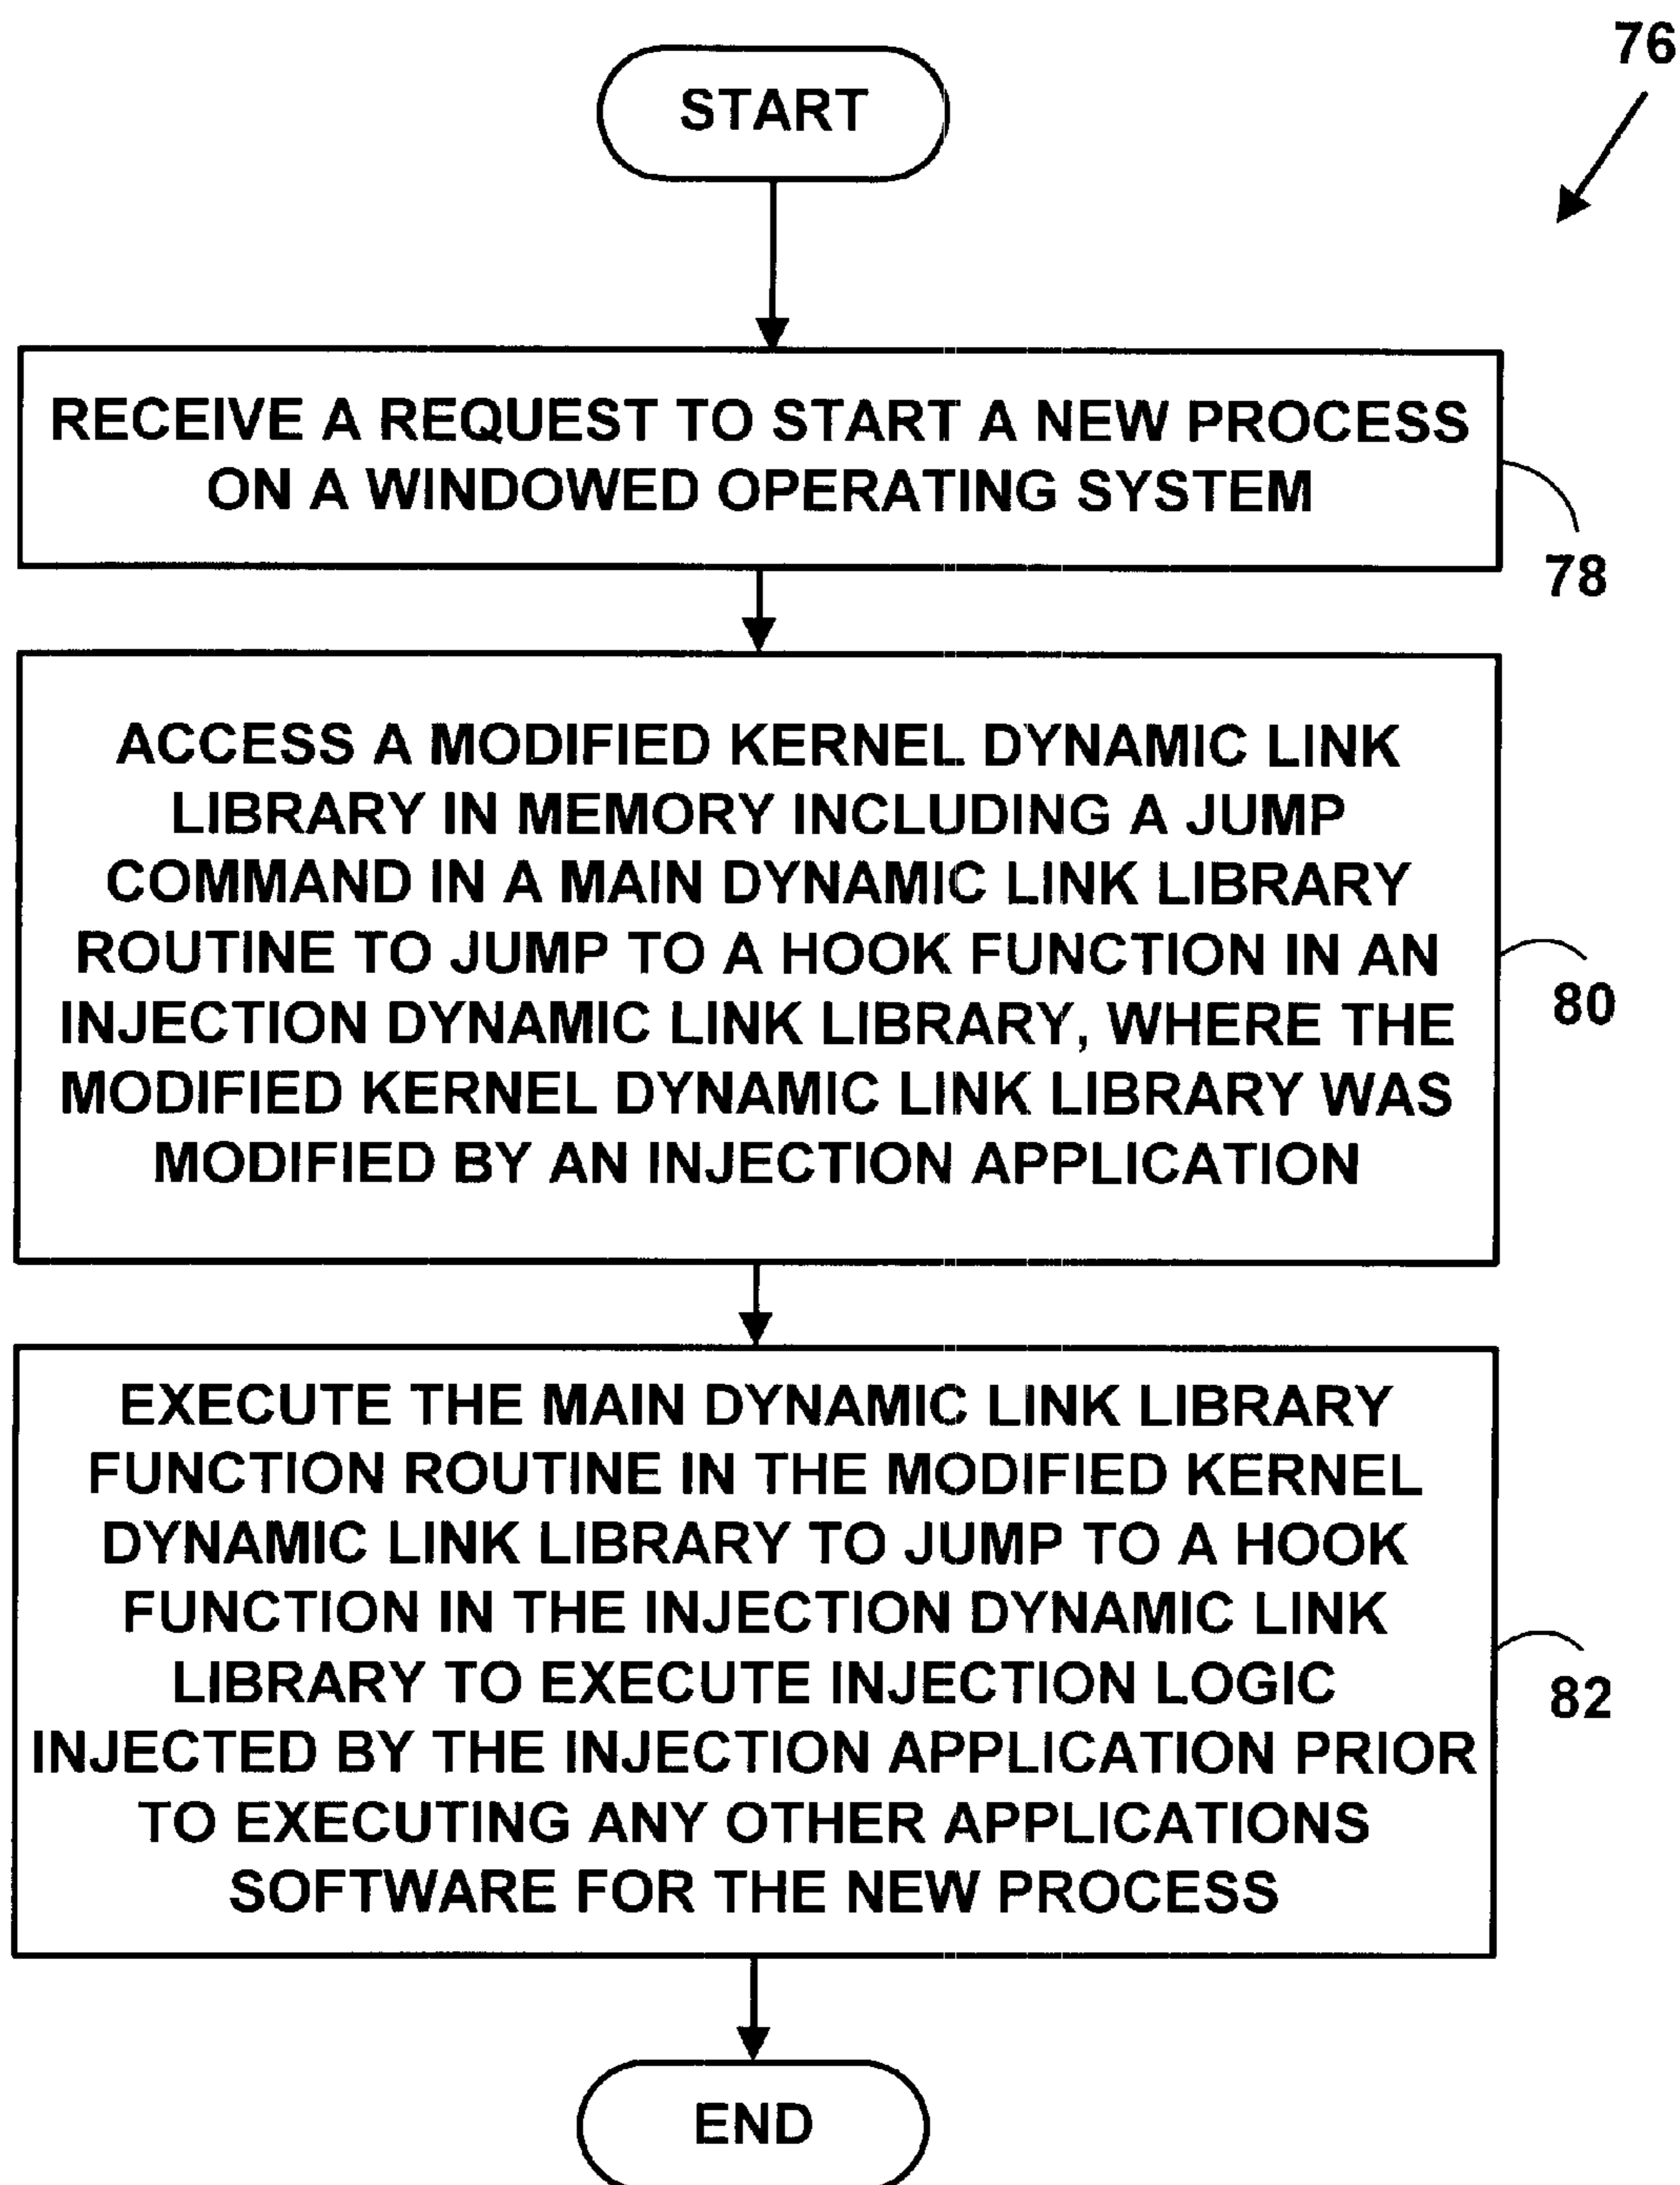 76
START
RECEIVE A REQUEST TO START A NEW PROCESS
ON A WINDOWED OPERATING SYSTEM
78
ACCESS A MODIFIED KERNEL DYNAMIC LINK
LIBRARY IN MEMORY INCLUDING A JUMP
COMMAND IN A MAIN DYNAMIC LINK LIBRARY
ROUTINE TO JUMP TO A HOOK FUNCTION IN AN
INJECTION DYNAMIC LINK LIBRARY, WHERE THE
MODIFIED KERNEL DYNAMIC LINK LIBRARY WAS
MODIFIED BY AN INJECTION APPLICATION
80
EXECUTE THE MAIN DYNAMIC LINK LIBRARY
FUNCTION ROUTINE IN THE MODIFIED KERNEL
DYNAMIC LINK LIBRARY TO JUMP TO A HOOK
FUNCTION IN THE INJECTION DYNAMIC LINK
LIBRARY TO EXECUTE INJECTION LOGIC
INJECTED BY THE INJECTION APPLICATION PRIOR
TO EXECUTING ANY OTHER APPLICATIONS
SOFTWARE FOR THE NEW PROCESS
82
END